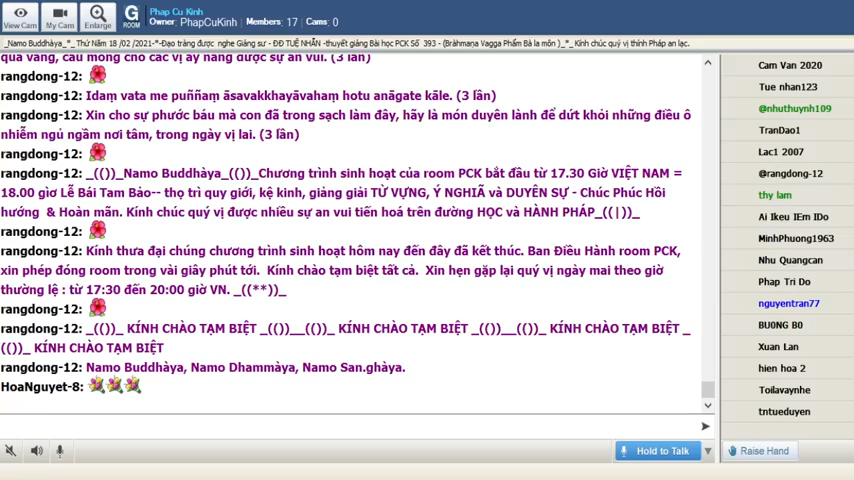 View Cam
My Cam
Enlarge
G
ROOM
Phap Cu Kinh
Owner: PhapCuKinh | Members: 17 | Cams: 0
_Namo Buddhàya_*_ Thứ Năm 18 /02 /2021-*-Đạo tràng được nghe Giảng sư - ĐĐ TUỆ NHẪN -thuyết giảng Bài học PCK Số 393 - (Bràhmaṇa Vagga Phẩm Bà la môn )_*_ Kính chúc quý vị thính Pháp an lạc.
quá vãng, cầu mong cho các vị ấy hằng được sự an vui. (3 lần)
rangdong-12:
rangdong-12: Idaṃ vata me puññaṃ āsavakkhayāvahaṃ hotu anāgate kāle. (3 lần)
rangdong-12: Xin cho sự phước báu mà con đã trong sạch làm đây, hãy là món duyên lành để dứt khỏi những điều ô
nhiễm ngủ ngầm nơi tâm, trong ngày vị lai. (3 lần)
rangdong-12:
rangdong-12: _(())_Namo Buddhàya_(())_Chương trình sinh hoạt của room PCK bắt đầu từ 17.30 Giờ VIỆT NAM =
18.00 giờ Lễ Bái Tam Bảo-- thọ trì quy giới, kệ kinh, giảng giải TỪ VỰNG, Ý NGHIÃ và DUYÊN SỰ - Chúc Phúc Hồi
hướng & Hoàn mãn. Kính chúc quý vị được nhiều sự an vui tiến hoá trên đường HỌC và HÀNH PHÁP_((|))_
rangdong-12:
rangdong-12: Kính thưa đại chúng chương trình sinh hoạt hôm nay đến đây đã kết thúc. Ban Điều Hành room PCK,
xin phép đóng room trong vài giây phút tới. Kính chào tạm biệt tất cả. Xin hẹn gặp lại quý vị ngày mai theo giờ
thường lệ : từ 17:30 đến 20:00 giờ VN. _((**))_
rangdong-12:
rangdong-12: _(())_ KÍNH CHÀO TẠM BIỆT _(())__(())_ KÍNH CHÀO TẠM BIỆT _(())__(())_ KÍNH CHÀO TẠM BIỆT _
(())_ KÍNH CHÀO TẠM BIỆT
rangdong-12: Namo Buddhàya, Namo Dhammàya, Namo San.ghàya.
HoaNguyet-8:
Cam Van 2020
Tue nhan123
@nhuthuynh109
TranDao1
Lac1 2007
@rangdong-12
thy lam
Ai Ikeu IEm IDo
MinhPhuong1963
Nhu Quangcan
Phap Tri Do
nguyentran77
BU0NG B0
Xuan Lan
hien hoa 2
Toilavaynhe
tntueduyen
Hold to Talk
Raise Hand